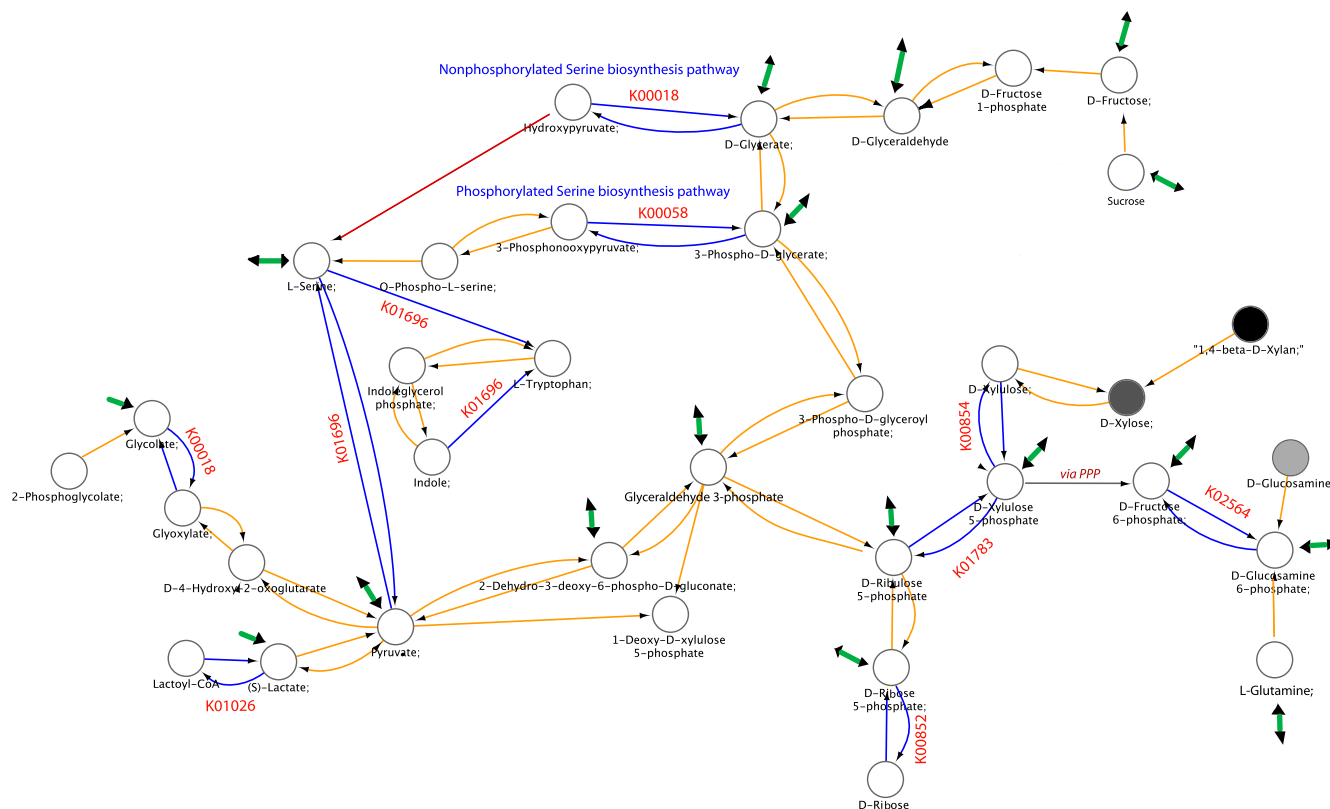 Nonphosphorylated Serine biosynthesis pathway
K00018
Hydroxypyruvate;
D-Glycerate;
D-Glyceraldehyde
D-Fructose
1-phosphate
D-Fructose;
Sucrose
Phosphorylated Serine biosynthesis pathway
K00058
3-Phosphonooxypyruvate;
3-Phospho-D-glycerate;
L-Serine;
O-Phospho-L-serine;
K01696
Indoleglycerol
phosphate;
L-Tryptophan;
K01696
Indole;
K01696
3-Phospho-D-glyceroyl
phosphate;
D-Xylulose;
"1,4-beta-D-Xylan;"
D-Xylose;
K00854
Glycolate;
K00018
2-Phosphoglycolate;
Glyoxylate;
D-4-Hydroxy-2-oxoglutarate
Glyceraldehyde 3-phosphate
D-Xylulose
5-phosphate
via PPP
D-Fructose
6-phosphate;
K02564
D-Glucosamine
K01783
D-Glucosamine
6-phosphate;
2-Dehydro-3-deoxy-6-phospho-D-gluconate;
D-Ribulose
5-phosphate
1-Deoxy-D-xylulose
5-phosphate
Pyruvate;
Lactoyl-CoA
(S)-Lactate;
K01026
D-Ribose
5-phosphate;
K00852
D-Ribose
L-Glutamine;